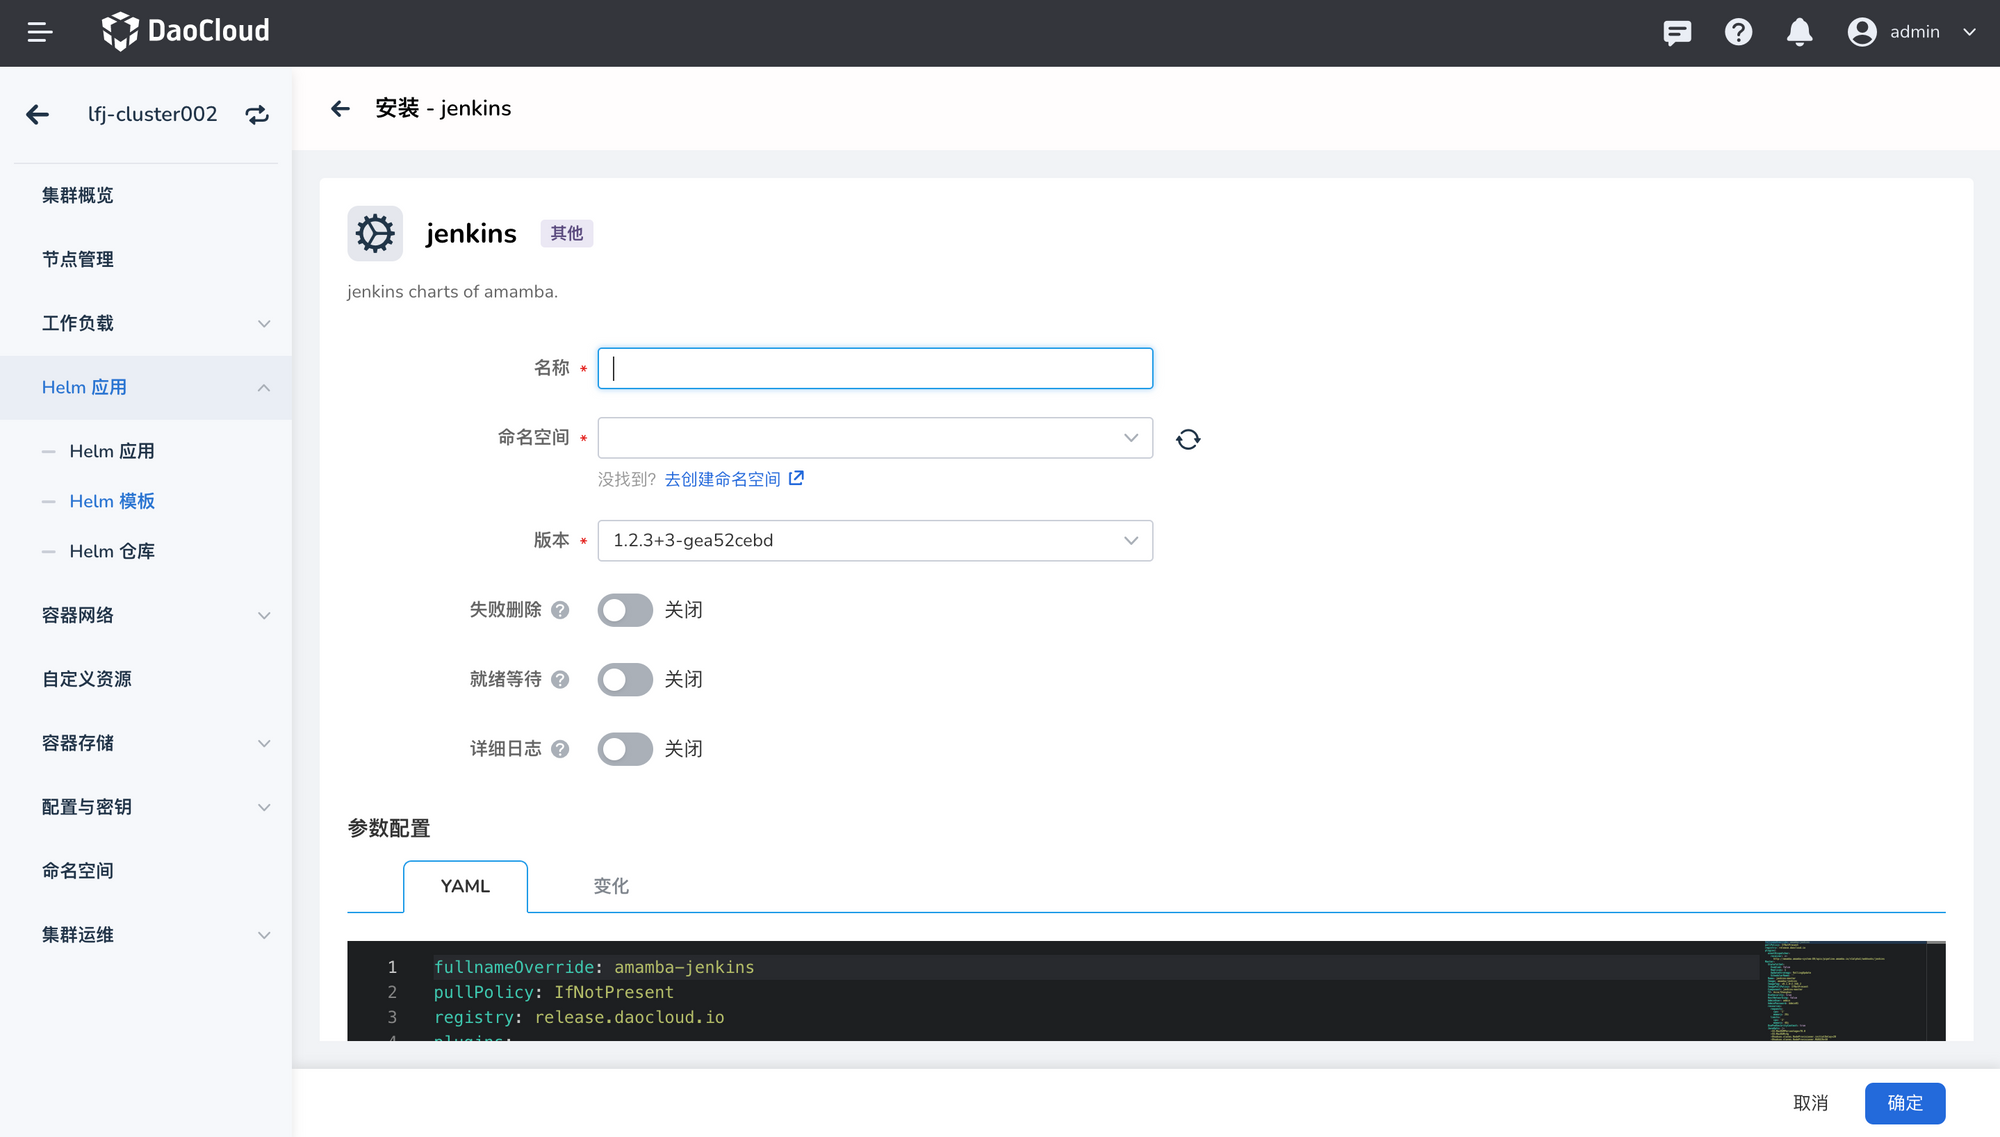 DaoCloud
admin
lfj-cluster002
安装 - jenkins
集群概览
节点管理
工作负载
Helm 应用
Helm 应用
Helm 模板
Helm 仓库
容器网络
自定义资源
容器存储
配置与密钥
命名空间
集群运维
jenkins 其他
jenkins charts of amamba.
名称 *
命名空间 *
没找到? 去创建命名空间
版本 * 1.2.3+3-gea52cebd
失败删除 ? 关闭
就绪等待 ? 关闭
详细日志 ? 关闭
参数配置
YAML 变化
1 fullnameOverride: amamba-jenkins
2 pullPolicy: IfNotPresent
3 registry: release.daocloud.io
4 plugins:
取消 确定